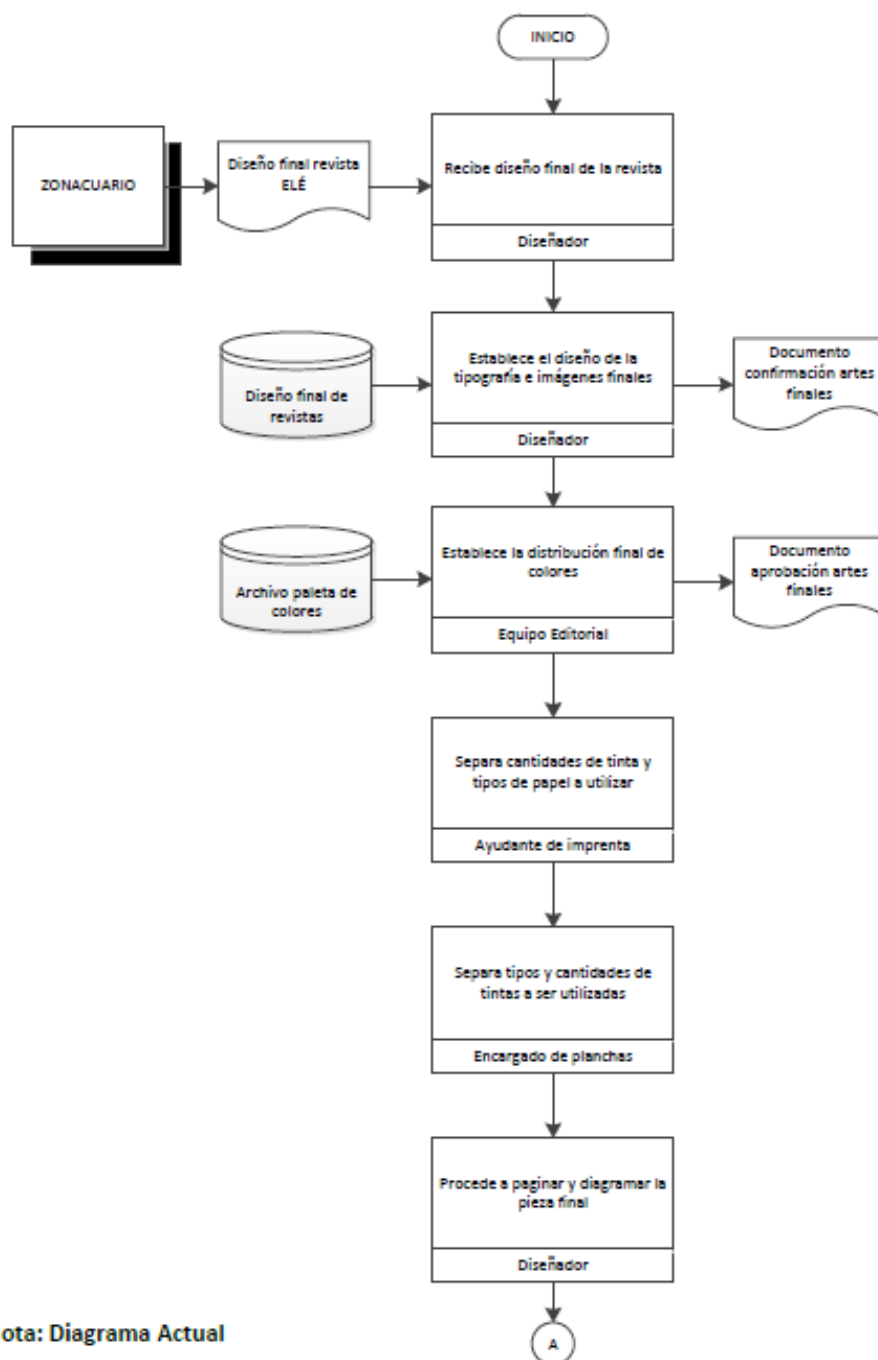 INICIO
ZONACUARIO
Diseño final revista
ELÉ
Recibe diseño final de la revista
Diseñador
Diseño final de
revistas
Establece el diseño de la
tipografía e imágenes finales
Diseñador
Documento
confirmación artes
finales
Archivo paleta de
colores
Establece la distribución final de
colores
Equipo Editorial
Documento
aprobación artes
finales
Separa cantidades de tinta y
tipos de papel a utilizar
Ayudante de imprenta
Separa tipos y cantidades de
tintas a ser utilizadas
Encargado de planchas
Procede a paginar y diagramar la
pieza final
Diseñador
ota: Diagrama Actual
A